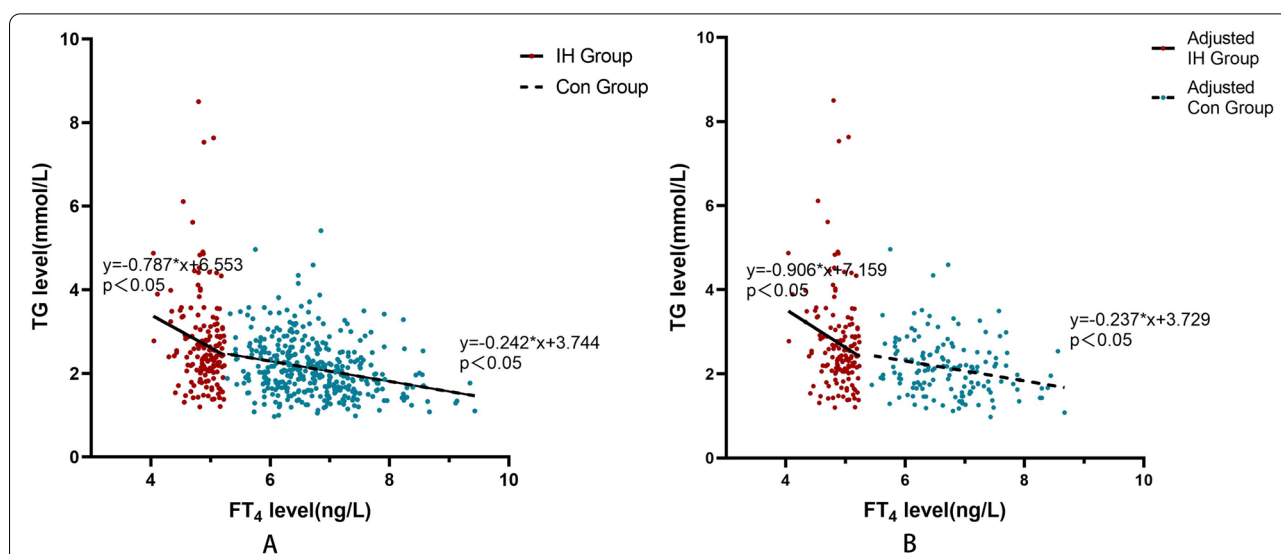 10
8
6
4
2
0
TG level(mmol/L)
IH Group
Con Group
y=-0.787*x+6.553
p<0.05
y=-0.242*x+3.744
p<0.05
4
6
8
10
FT4 level(ng/L)
A
10
8
6
4
2
0
TG level(mmol/L)
Adjusted
IH Group
Adjusted
Con Group
y=-0.906*x+7.159
p<0.05
y=-0.237*x+3.729
p<0.05
4
6
8
10
FT4 level(ng/L)
B